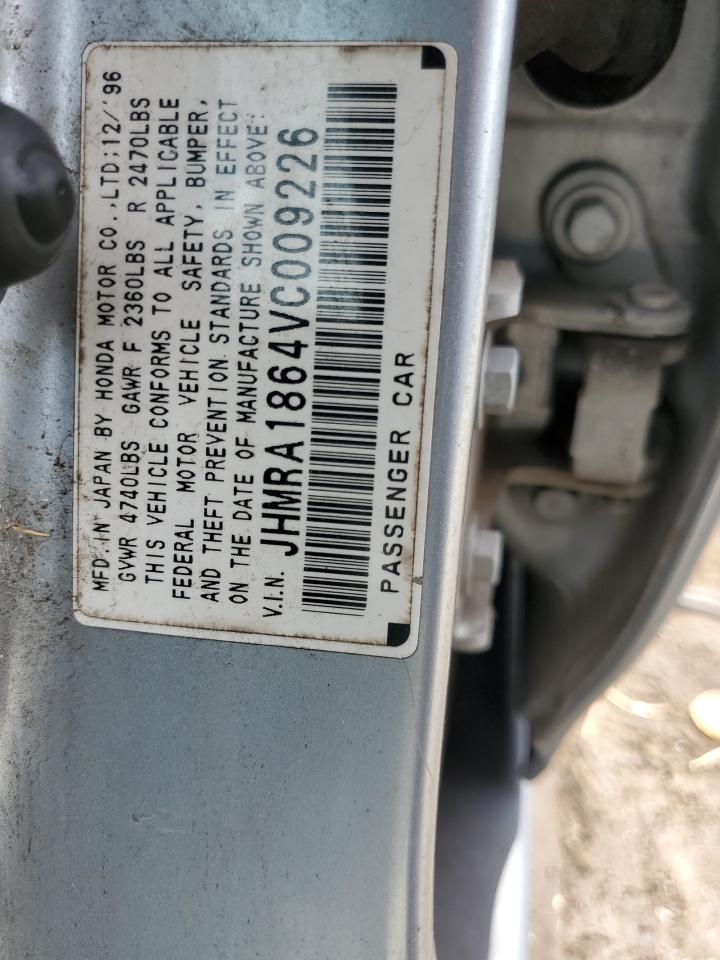 MFD.IN JAPAN BY HONDA MOTOR CO.,LTD;12/'96
GVWR 4740LBS GAWR F 2360LBS R 2470LBS
THIS VEHICLE CONFORMS TO ALL APPLICABLE
FEDERAL MOTOR VEHICLE SAFETY, BUMPER,
AND THEFT PREVENTION STANDARDS IN EFFECT
ON THE DATE OF MANUFACTURE SHOWN ABOVE.
V.I.N. JHMRA1864VC009226
PASSENGER CAR